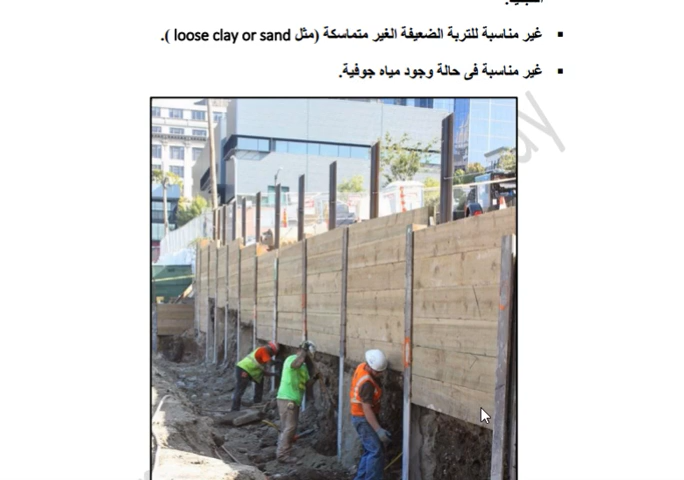 غير مناسبة للتربة الضعيفة الغير متماسكة (مثل loose clay or sand ).
غير مناسبة فى حالة وجود مياه جوفية.